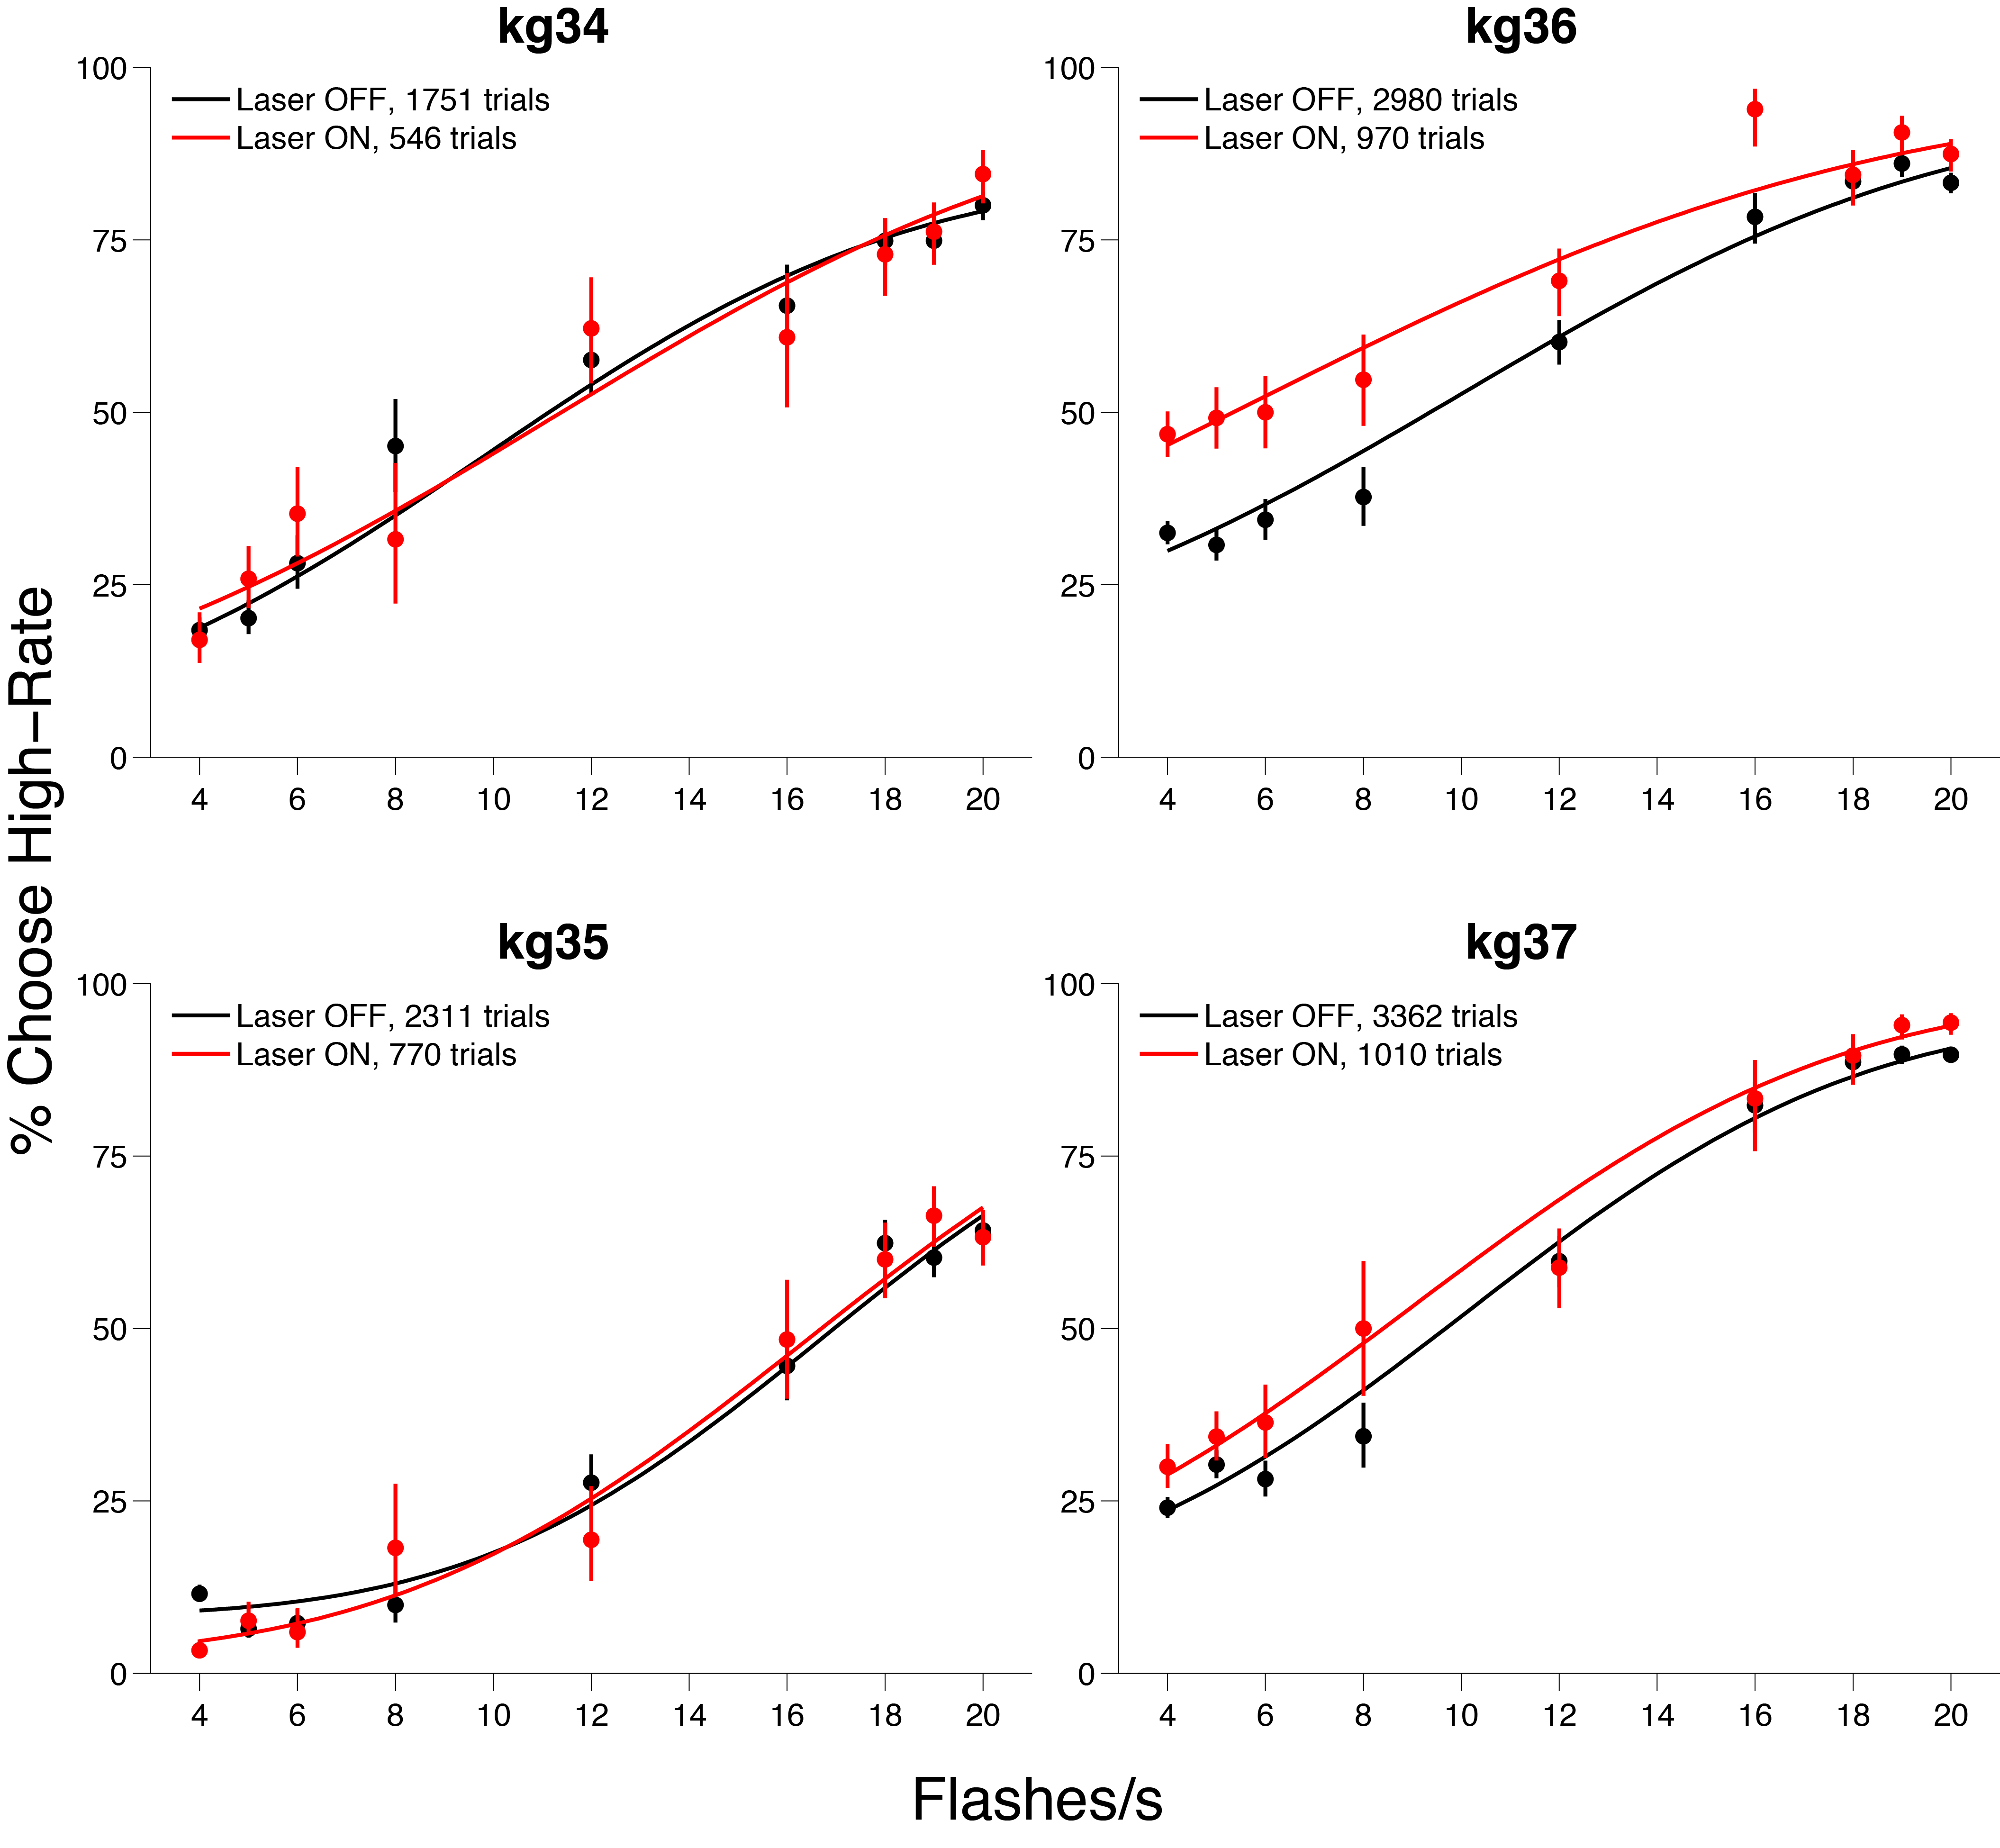 kg34
Laser OFF, 1751 trials
Laser ON, 546 trials
100
75
50
25
0
4 6 8 10 12 14 16 18 20
kg36
Laser OFF, 2980 trials
Laser ON, 970 trials
100
75
50
25
0
4 6 8 10 12 14 16 18 20
% Choose High–Rate
kg35
Laser OFF, 2311 trials
Laser ON, 770 trials
100
75
50
25
0
4 6 8 10 12 14 16 18 20
kg37
Laser OFF, 3362 trials
Laser ON, 1010 trials
100
75
50
25
0
4 6 8 10 12 14 16 18 20
Flashes/s